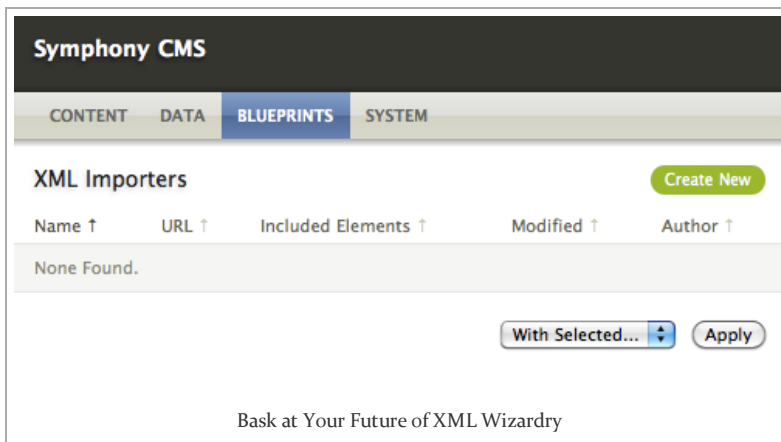 Symphony CMS
CONTENT DATA BLUEPRINTS SYSTEM
XML Importers Create New
Name ↑ URL ↑ Included Elements ↑ Modified ↑ Author ↑
None Found.
With Selected... Apply
Bask at Your Future of XML Wizardry